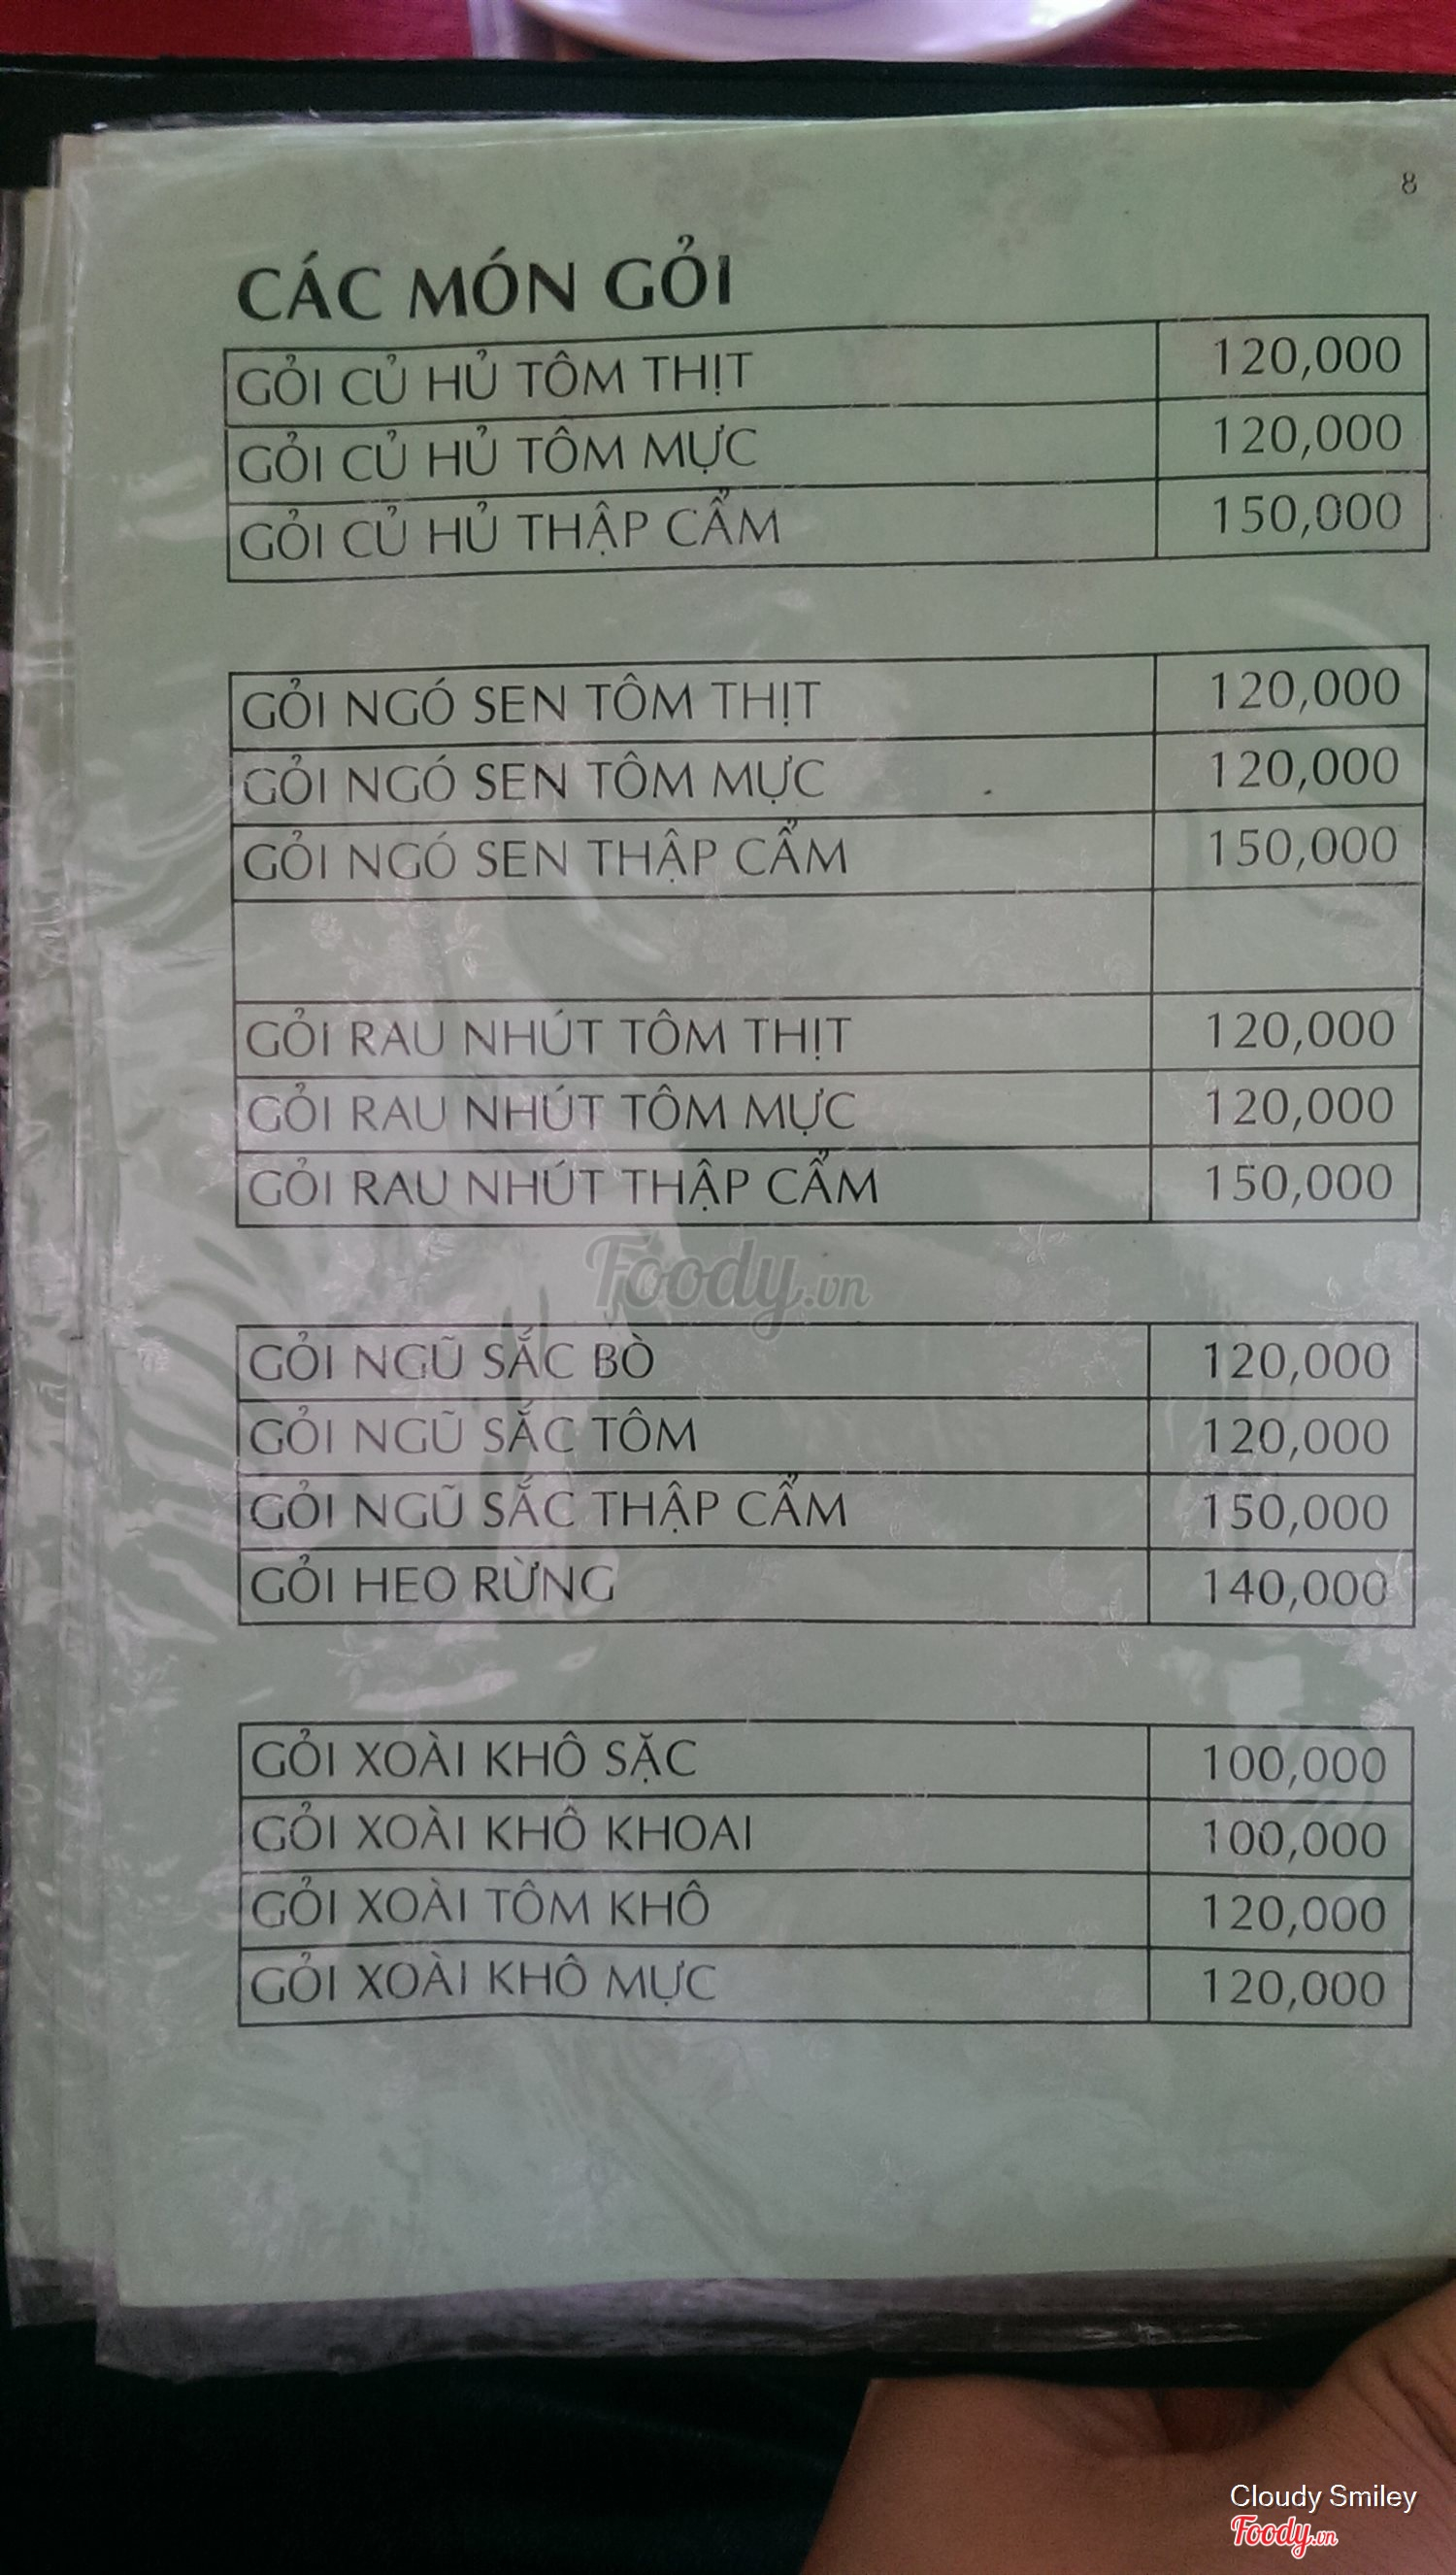 8
CÁC MÓN GỎI
GỎI CỦ HỦ TÔM THỊT 120,000
GỎI CỦ HỦ TÔM MỰC 120,000
GỎI CỦ HỦ THẬP CẨM 150,000
GỎI NGÓ SEN TÔM THỊT 120,000
GỎI NGÓ SEN TÔM MỰC 120,000
GỎI NGÓ SEN THẬP CẨM 150,000
GỎI RAU NHÚT TÔM THỊT 120,000
GỎI RAU NHÚT TÔM MỰC 120,000
GỎI RAU NHÚT THẬP CẨM 150,000
Foody.vn
GỎI NGŨ SẮC BÒ 120,000
GỎI NGŨ SẮC TÔM 120,000
GỎI NGŨ SẮC THẬP CẨM 150,000
GỎI HEO RỪNG 140,000
GỎI XOÀI KHÔ SẶC 100,000
GỎI XOÀI KHÔ KHOAI 100,000
GỎI XOÀI TÔM KHÔ 120,000
GỎI XOÀI KHÔ MỰC 120,000
Cloudy Smiley
Foody.vn